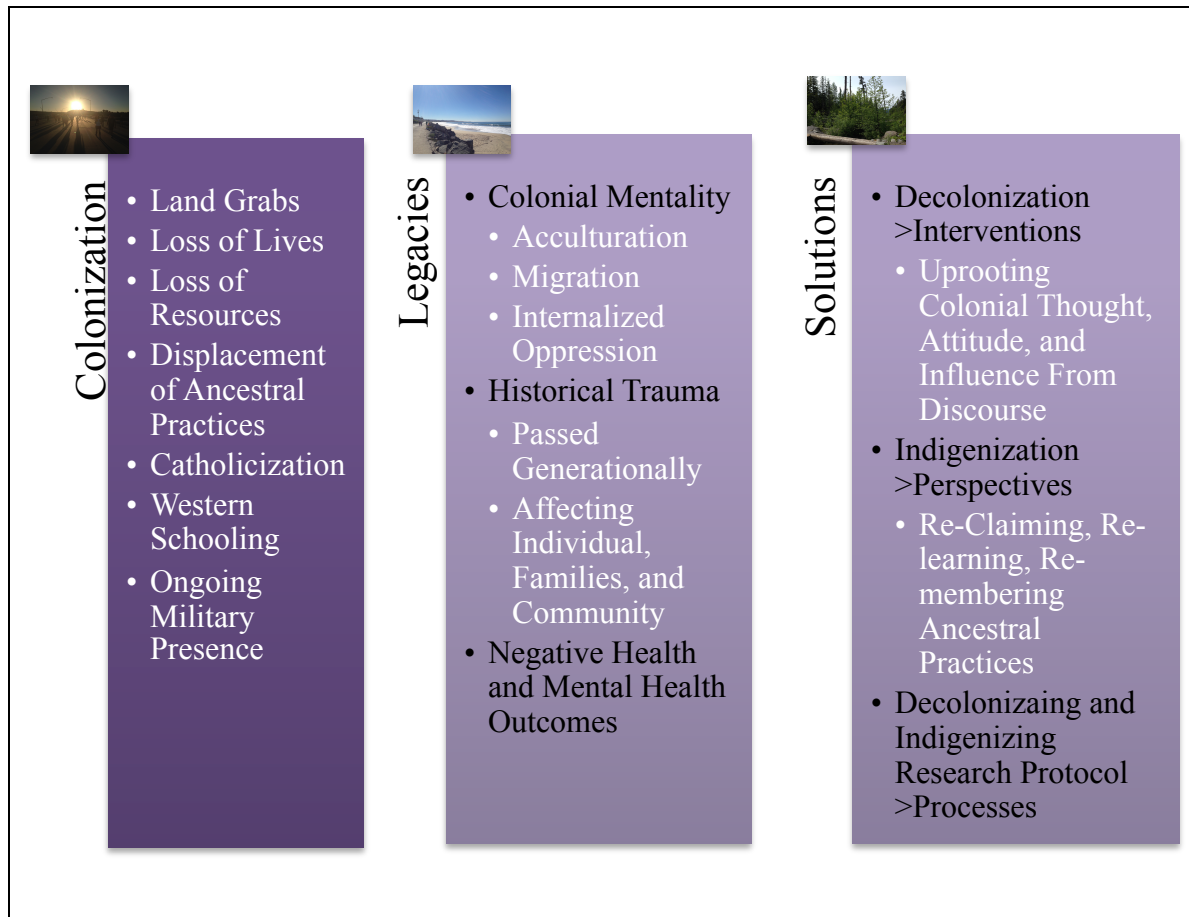 Colonization
• Land Grabs
• Loss of Lives
• Loss of
Resources
• Displacement
of Ancestral
Practices
• Catholicization
• Western
Schooling
• Ongoing
Military
Presence
Legacies
• Colonial Mentality
• Acculturation
• Migration
• Internalized
Oppression
• Historical Trauma
• Passed
Generationally
• Affecting
Individual,
Families, and
Community
• Negative Health
and Mental Health
Outcomes
Solutions
• Decolonization
>Interventions
• Uprooting
Colonial Thought,
Attitude, and
Influence From
Discourse
• Indigenization
>Perspectives
• Re-Claiming, Re-
learning, Re-
membering
Ancestral
Practices
• Decolonizaing and
Indigenizing
Research Protocol
>Processes